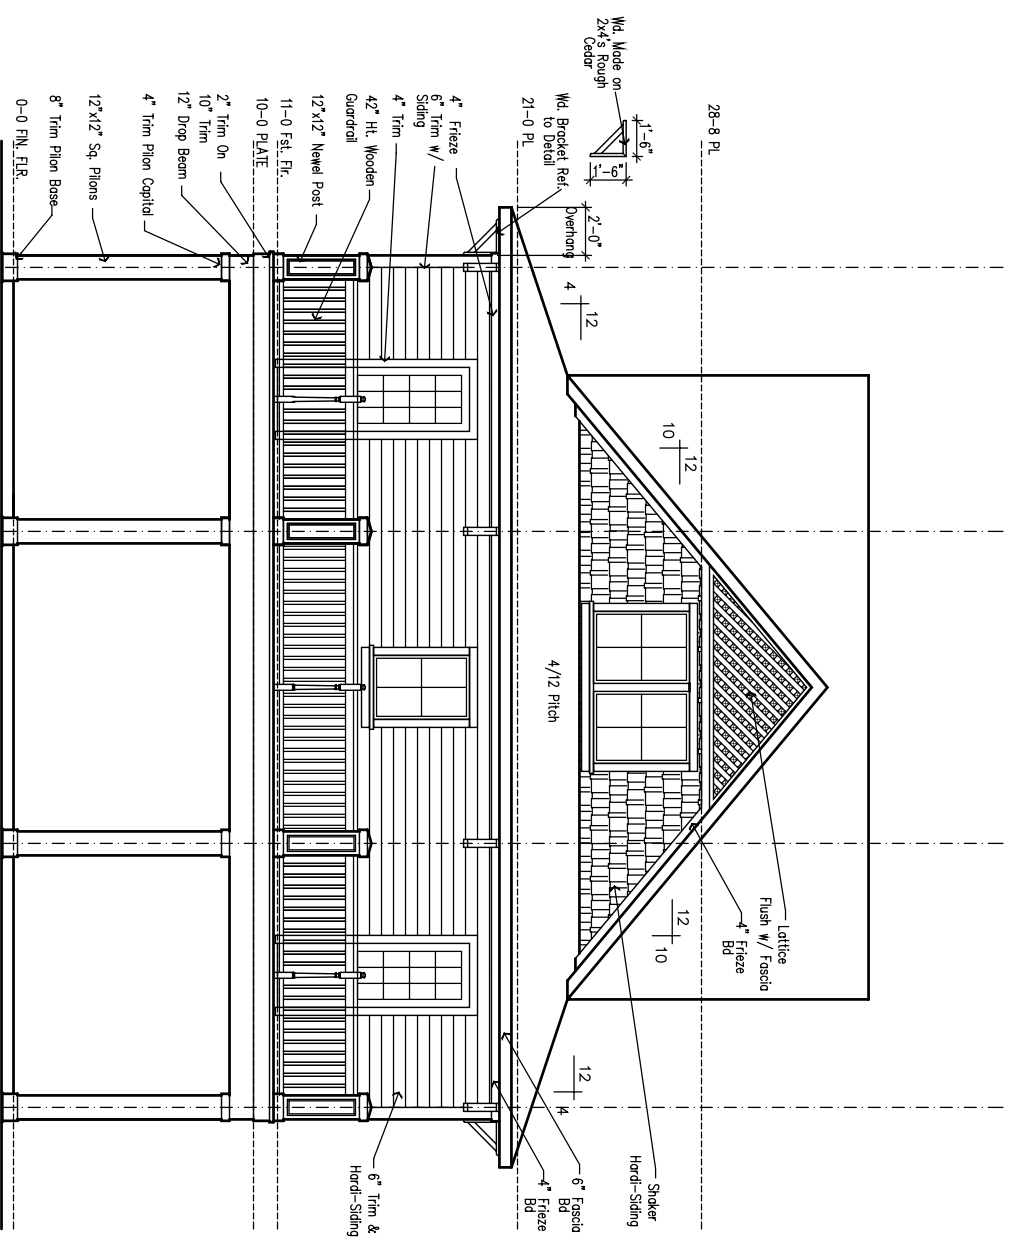 28-8 PL
Wd. Made on
2x4's Rough
Cedar
1'-6"
1'-6"
Wd. Bracket Ref.
to Detail
21-0 PL
2'-0"
Overhang
4" Frieze
6" Trim w/
Siding
4" Trim
42" Ht. Wooden
Guardrail
12"x12" Newel Post
11-0 Fst. Flr.
10-0 PLATE
2" Trim On
10" Trim
12" Drop Beam
4" Trim Pilon Capital
12"x12" Sq. Pilons
8" Trim Pilon Base
0-0 FIN. FLR.
12
4
12
10
4/12 Pitch
12
10
12
4
Lattice
Flush w/ Fascia
4" Frieze
Bd
Shaker
Hardi-Siding
6" Fascia
Bd
4" Frieze
Bd
6" Trim &
Hardi-Siding